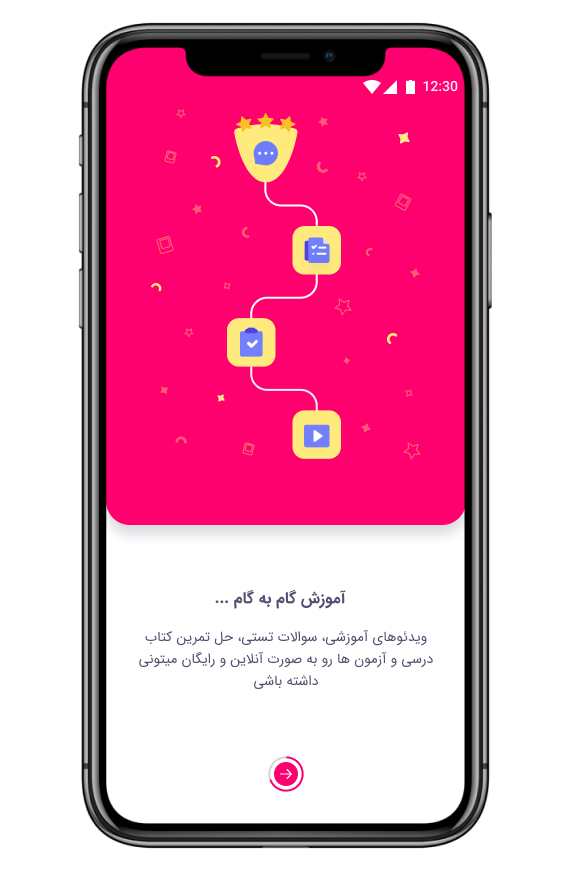 12:30
آموزش گام به گام ...
ویدئوهای آموزشی، سوالات تستی، حل تمرین کتاب
درسی و آزمون ها رو به صورت آنلاین و رایگان میتونی
داشته باشی